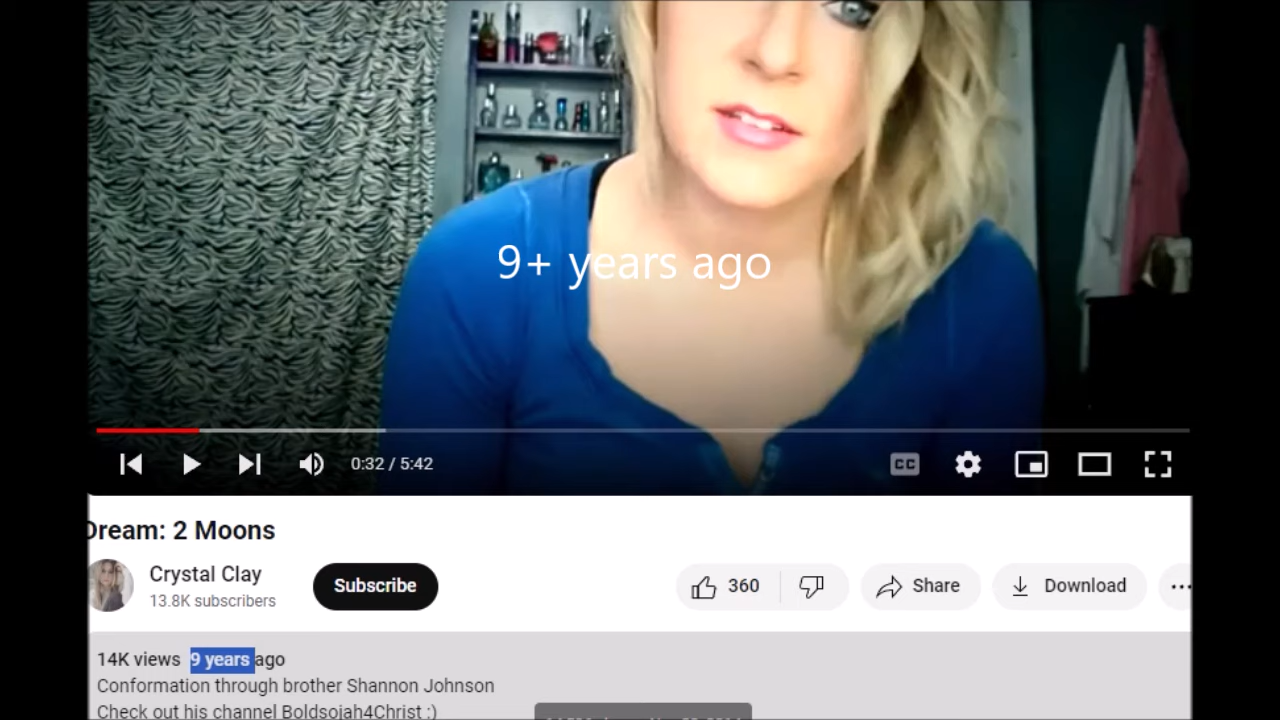 9+ years ago
0:32 / 5:42
CC
Dream: 2 Moons
Crystal Clay
13.8K subscribers
Subscribe
360
Share
Download
14K views 9 years ago
Conformation through brother Shannon Johnson
Check out his channel Boldsojah4Christ :)